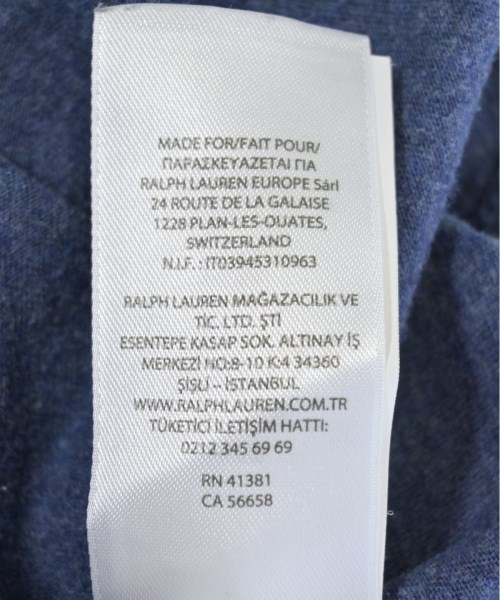 MADE FOR/FAIT POUR/
ΠΑΡΑΣΚΕΥΑΖΕΤΑΙ ΓΙΑ
RALPH LAUREN EUROPE Sàrl
24 ROUTE DE LA GALAISE
1228 PLAN-LES-OUATES,
SWITZERLAND
N.I.F. : IT03945310963
RALPH LAUREN MAĞAZACILIK VE
TİC. LTD. ŞTİ
ESENTEPE KASAP SOK. ALTINAY İŞ
MERKEZİ NO:8-10 K:4 34360
ŞİŞLİ – İSTANBUL
WWW.RALPHLAUREN.COM.TR
TÜKETİCİ İLETİŞİM HATTI:
0212 345 69 69
RN 41381
CA 56658